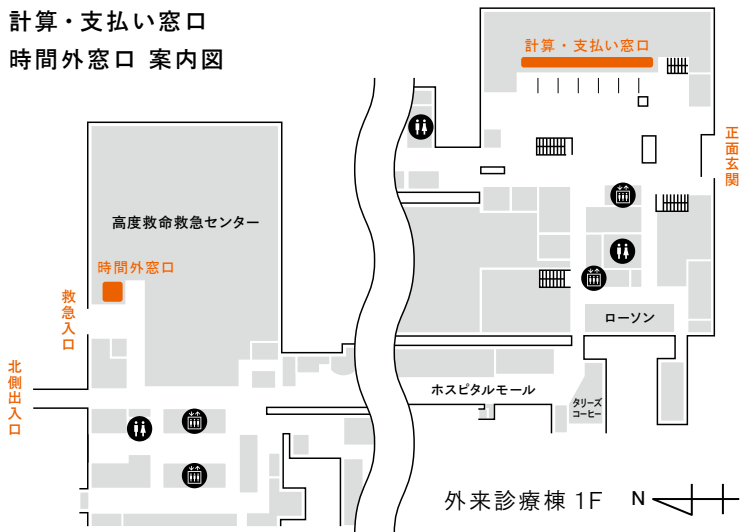 計算・支払い窓口
時間外窓口 案内図
計算・支払い窓口
正面玄関
高度救命救急センター
時間外窓口
救急入口
北側出入口
ローソン
ホスピタルモール
タリーズ
コーヒー
外来診療棟 1F
N